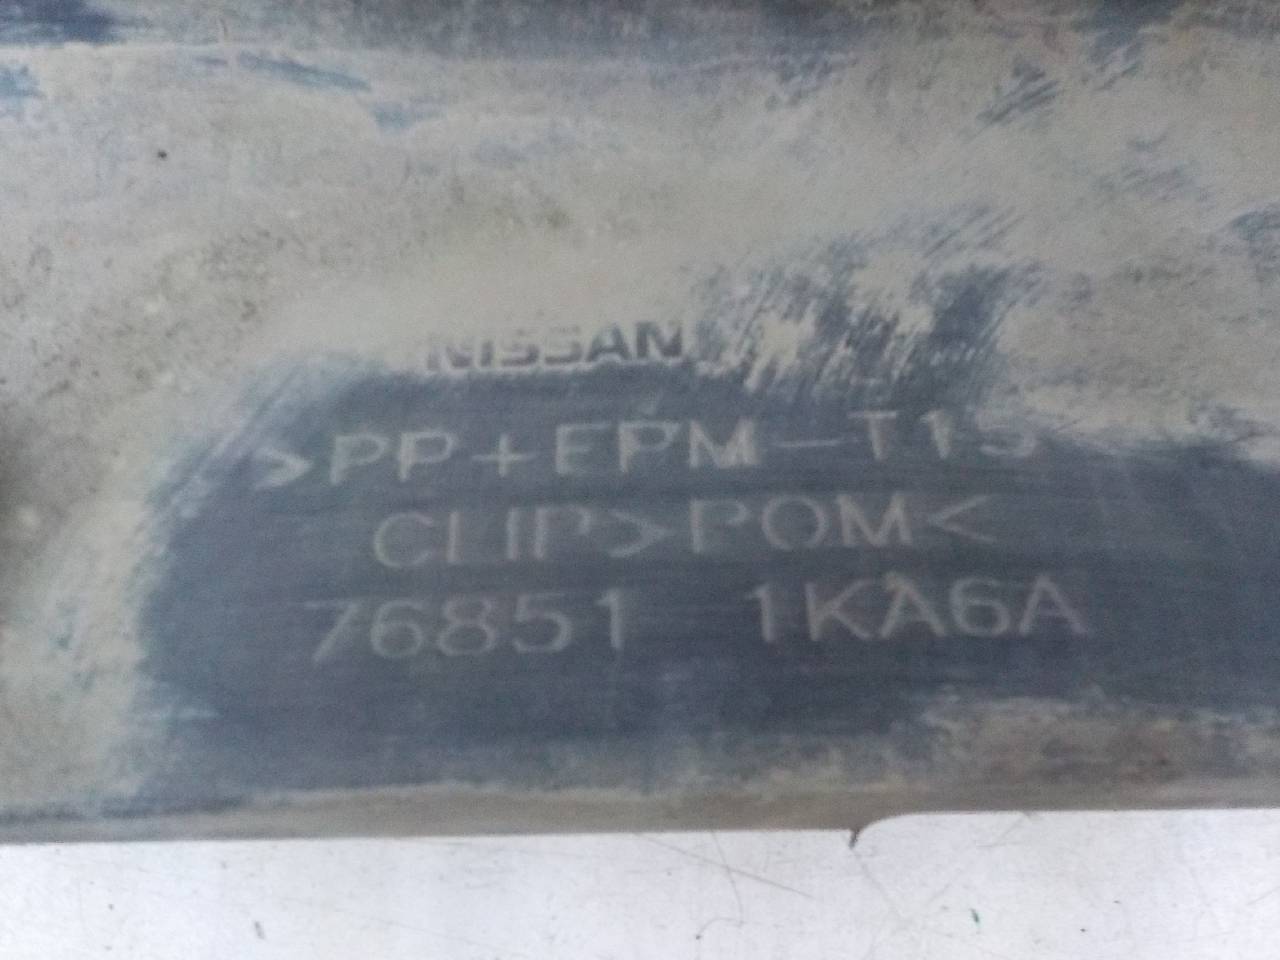 NISSAN
>PP+EPM-T15
CLIP>POM<
76851 1KA6A